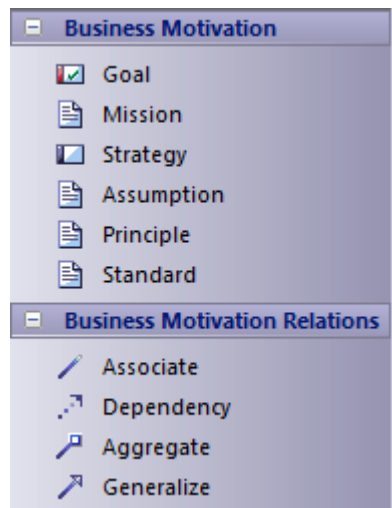 Business Motivation
Goal
Mission
Strategy
Assumption
Principle
Standard
Business Motivation Relations
Associate
Dependency
Aggregate
Generalize